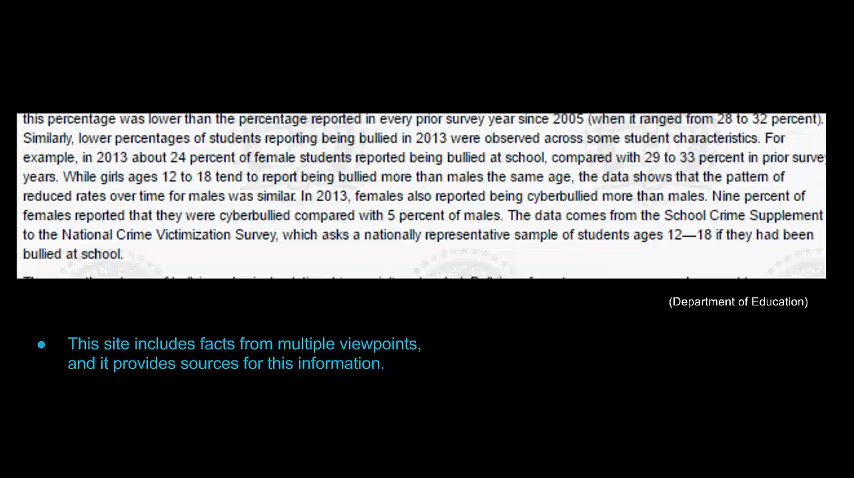 this percentage was lower than the percentage reported in every prior survey year since 2005 (when it ranged from 28 to 32 percent).
Similarly, lower percentages of students reporting being bullied in 2013 were observed across some student characteristics. For
example, in 2013 about 24 percent of female students reported being bullied at school, compared with 29 to 33 percent in prior surve
years. While girls ages 12 to 18 tend to report being bullied more than males the same age, the data shows that the pattern of
reduced rates over time for males was similar. In 2013, females also reported being cyberbullied more than males. Nine percent of
females reported that they were cyberbullied compared with 5 percent of males. The data comes from the School Crime Supplement
to the National Crime Victimization Survey, which asks a nationally representative sample of students ages 12—18 if they had been
bullied at school.
(Department of Education)
● This site includes facts from multiple viewpoints,
and it provides sources for this information.